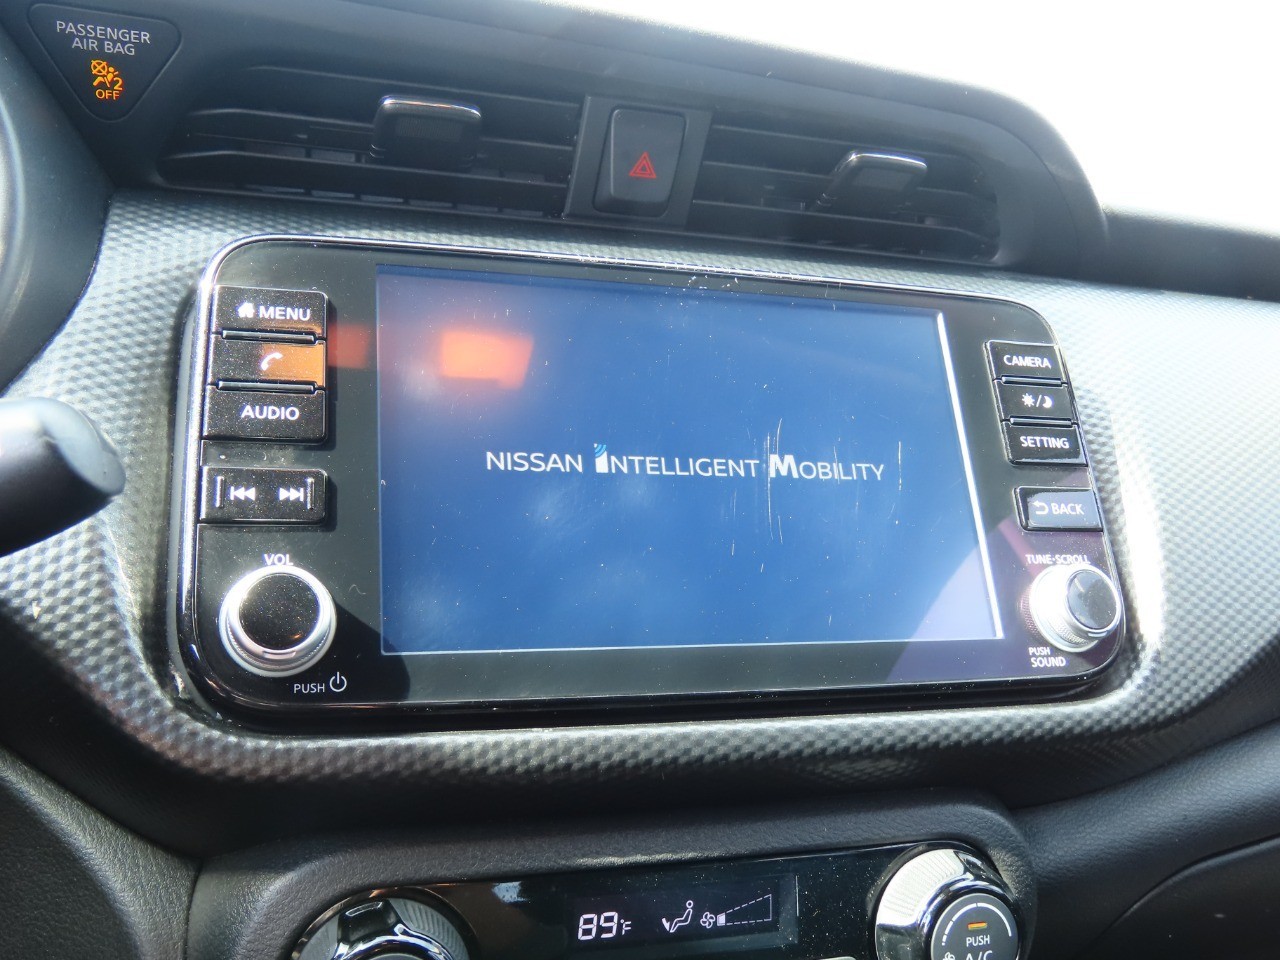 PASSENGER
AIR BAG
2
OFF
MENU
AUDIO
VOL
PUSH
NISSAN INTELLIGENT MOBILITY
CAMERA
SETTING
BACK
TUNE·SCROLL
PUSH
SOUND
89°F
PUSH
A/C